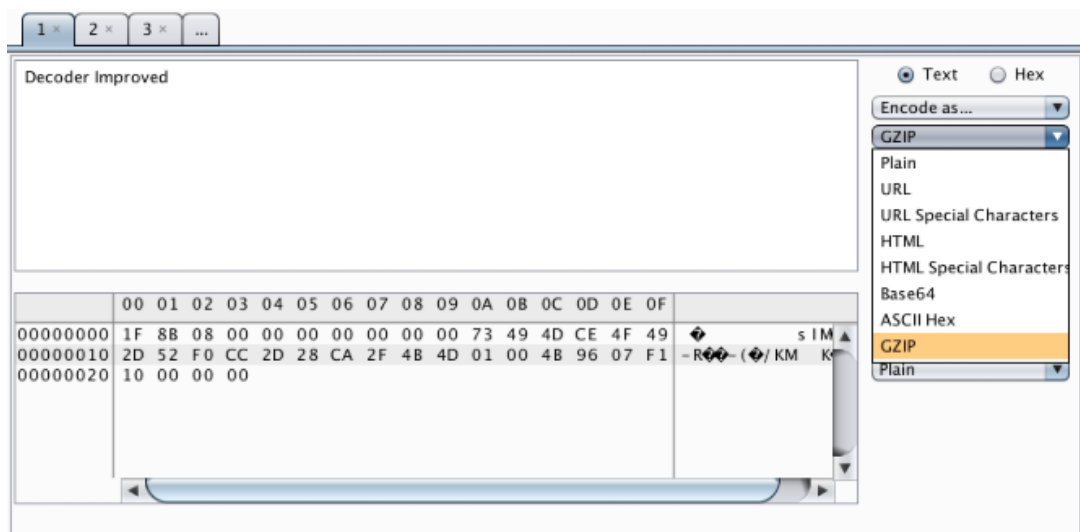 1 × 2 × 3 × ...
Decoder Improved
Text Hex
Encode as...
GZIP
Plain
URL
URL Special Characters
HTML
HTML Special Characters
Base64
ASCII Hex
GZIP
Plain
00 01 02 03 04 05 06 07 08 09 0A 0B 0C 0D 0E 0F
00000000 1F 8B 08 00 00 00 00 00 00 00 73 49 4D CE 4F 49 � sIM
00000010 2D 52 F0 CC 2D 28 CA 2F 4B 4D 01 00 4B 96 07 F1 -R��-(�/KM K
00000020 10 00 00 00